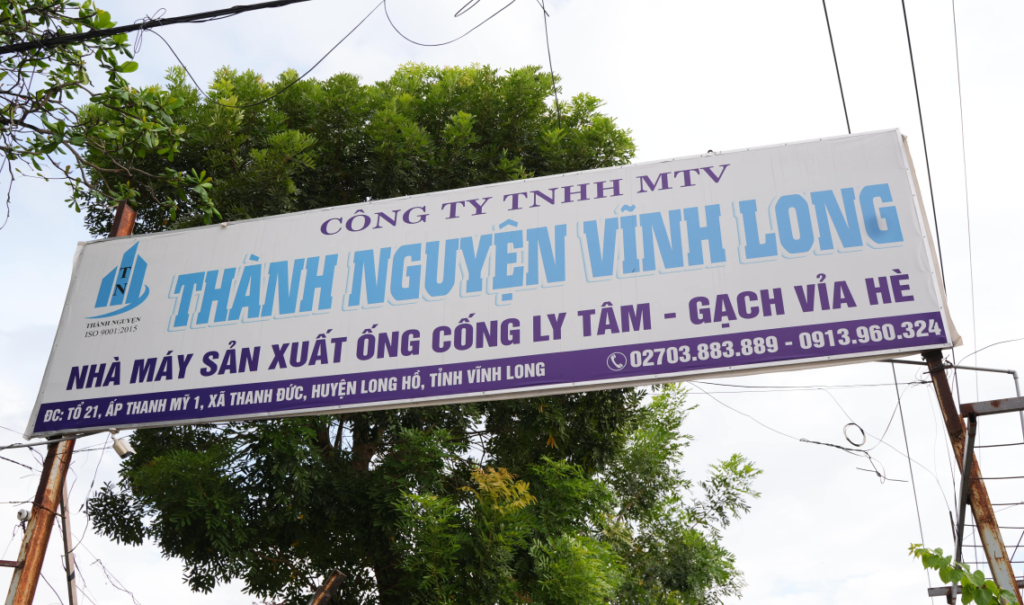 CÔNG TY TNHH MTV
THÀNH NGUYỆN VĨNH LONG
TN
THÀNH NGUYỆN
ISO 9001:2015
NHÀ MÁY SẢN XUẤT ỐNG CỐNG LY TÂM - GẠCH VỈA HÈ
ĐC: TỔ 21, ẤP THANH MỸ 1, XÃ THANH ĐỨC, HUYỆN LONG HỒ, TỈNH VĨNH LONG
02703.883.889 - 0913.960.324